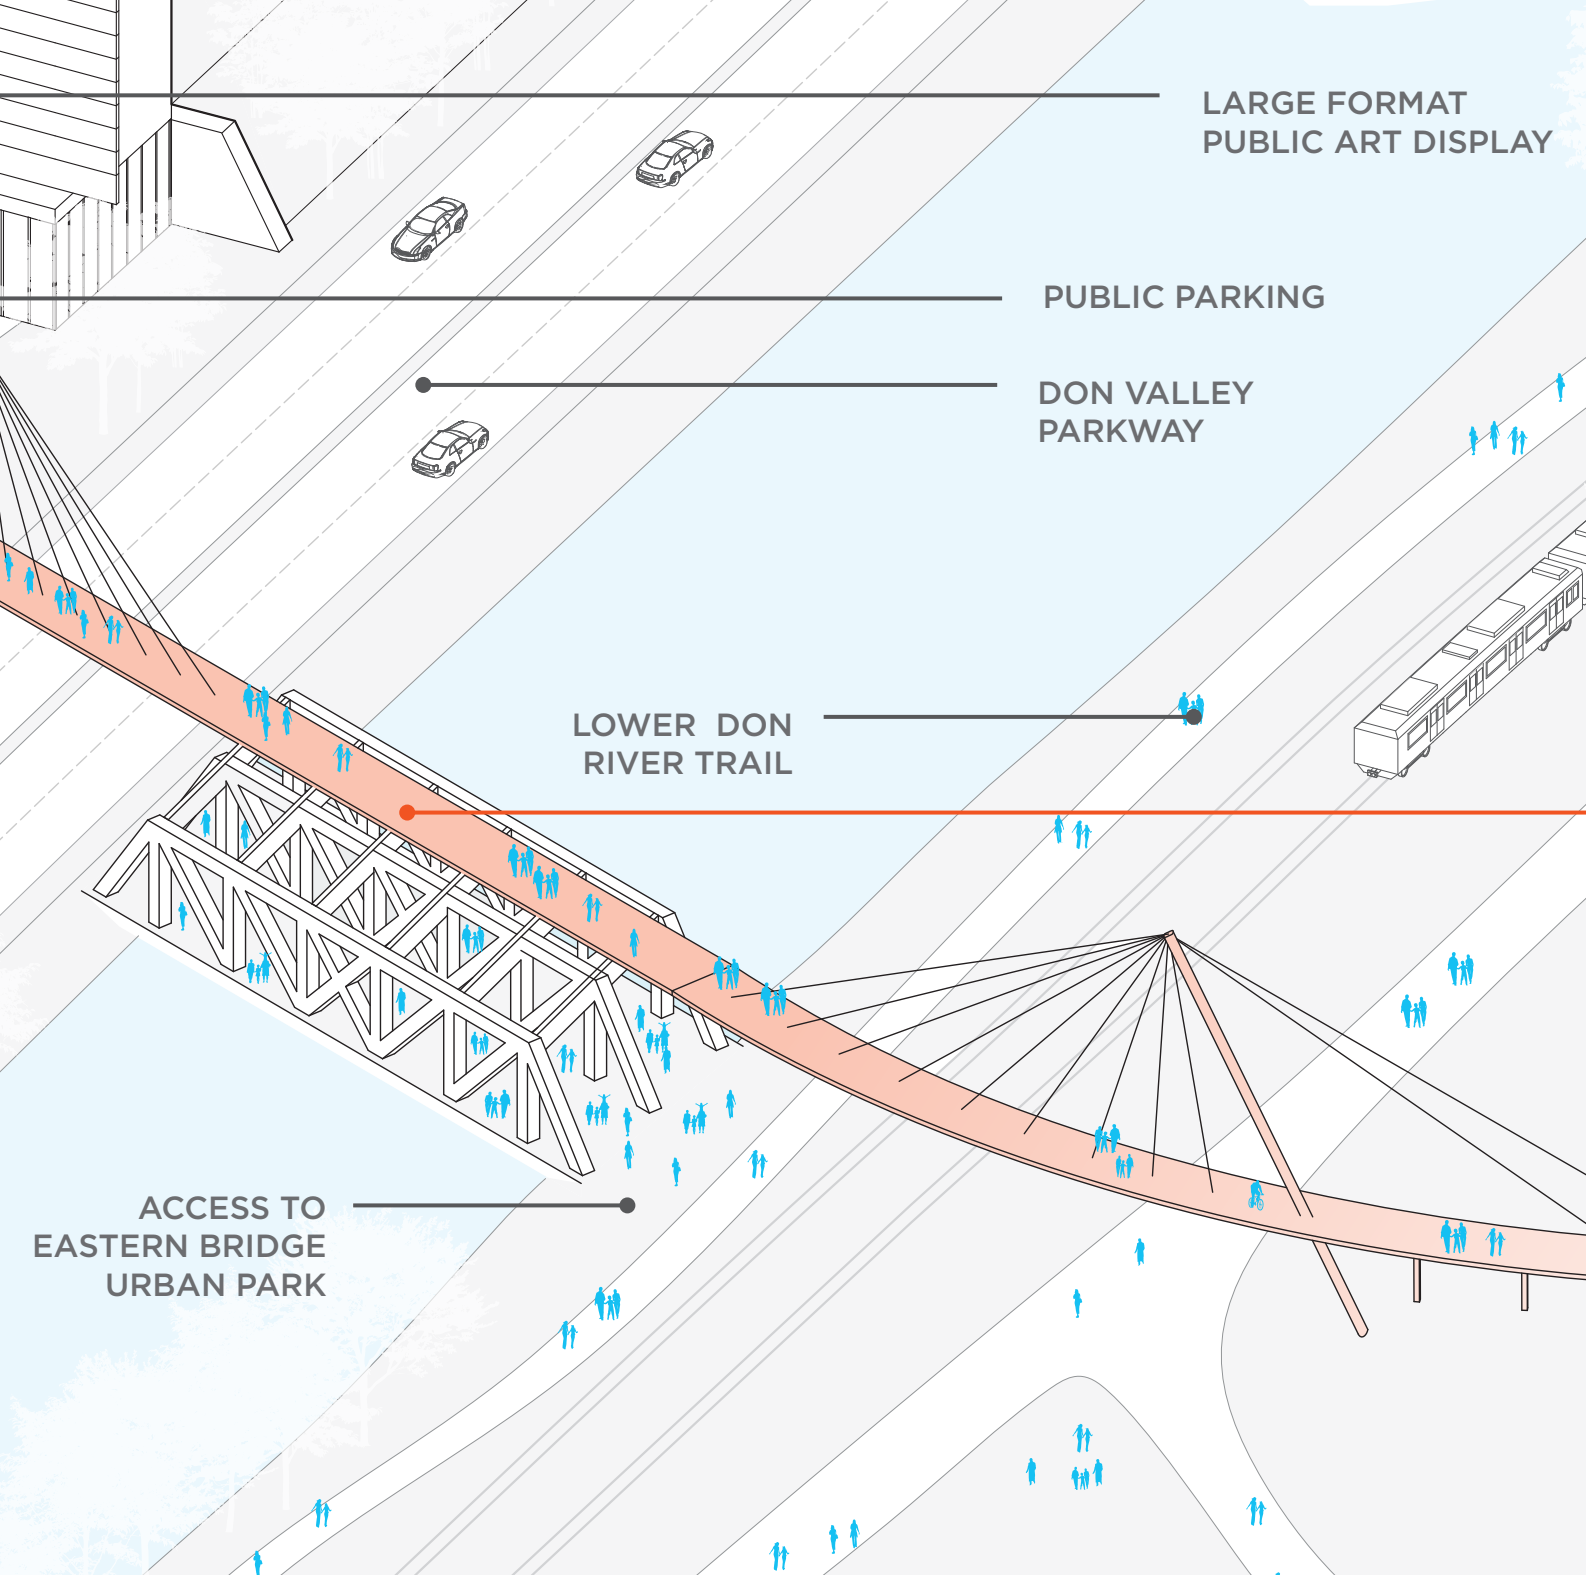 LARGE FORMAT
PUBLIC ART DISPLAY
PUBLIC PARKING
DON VALLEY
PARKWAY
LOWER DON
RIVER TRAIL
ACCESS TO
EASTERN BRIDGE
URBAN PARK